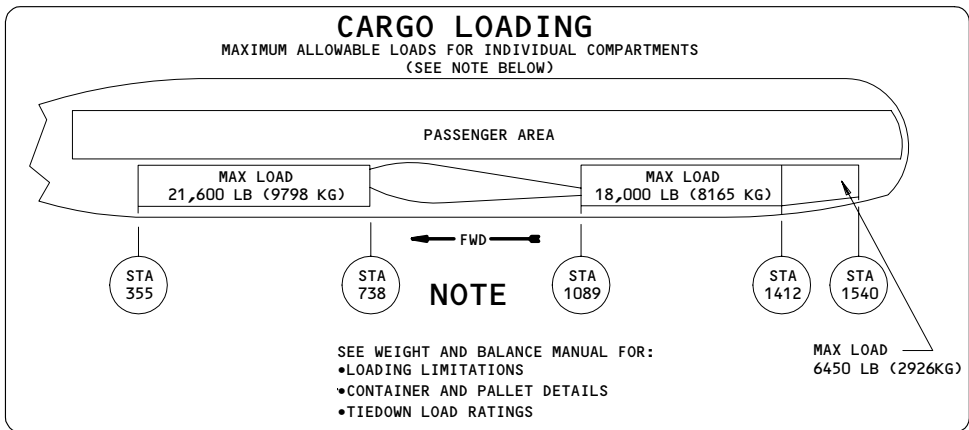 CARGO LOADING
MAXIMUM ALLOWABLE LOADS FOR INDIVIDUAL COMPARTMENTS
(SEE NOTE BELOW)
PASSENGER AREA
MAX LOAD
21,600 LB (9798 KG)
MAX LOAD
18,000 LB (8165 KG)
FWD
STA
355
STA
738
STA
1089
STA
1412
STA
1540
NOTE
SEE WEIGHT AND BALANCE MANUAL FOR:
•LOADING LIMITATIONS
•CONTAINER AND PALLET DETAILS
•TIEDOWN LOAD RATINGS
MAX LOAD
6450 LB (2926KG)